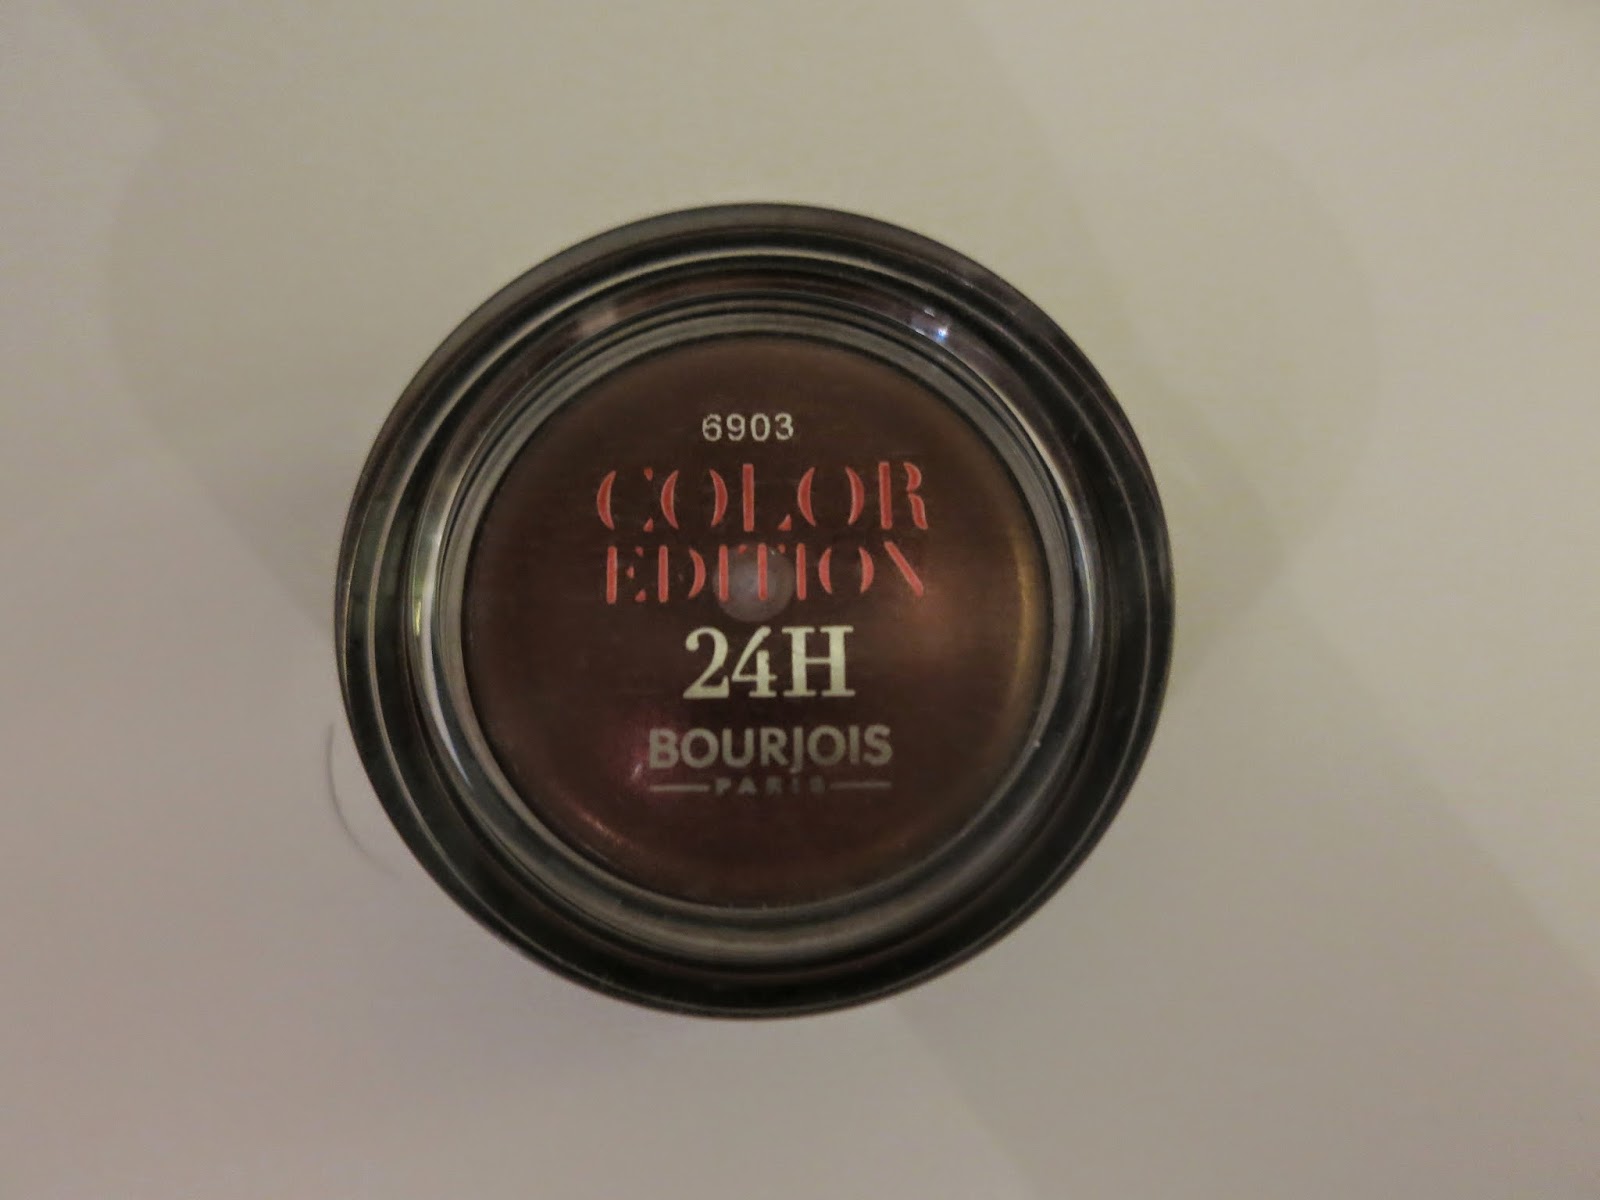 6903
COLOR
EDITION
24H
BOURJOIS
PARIS